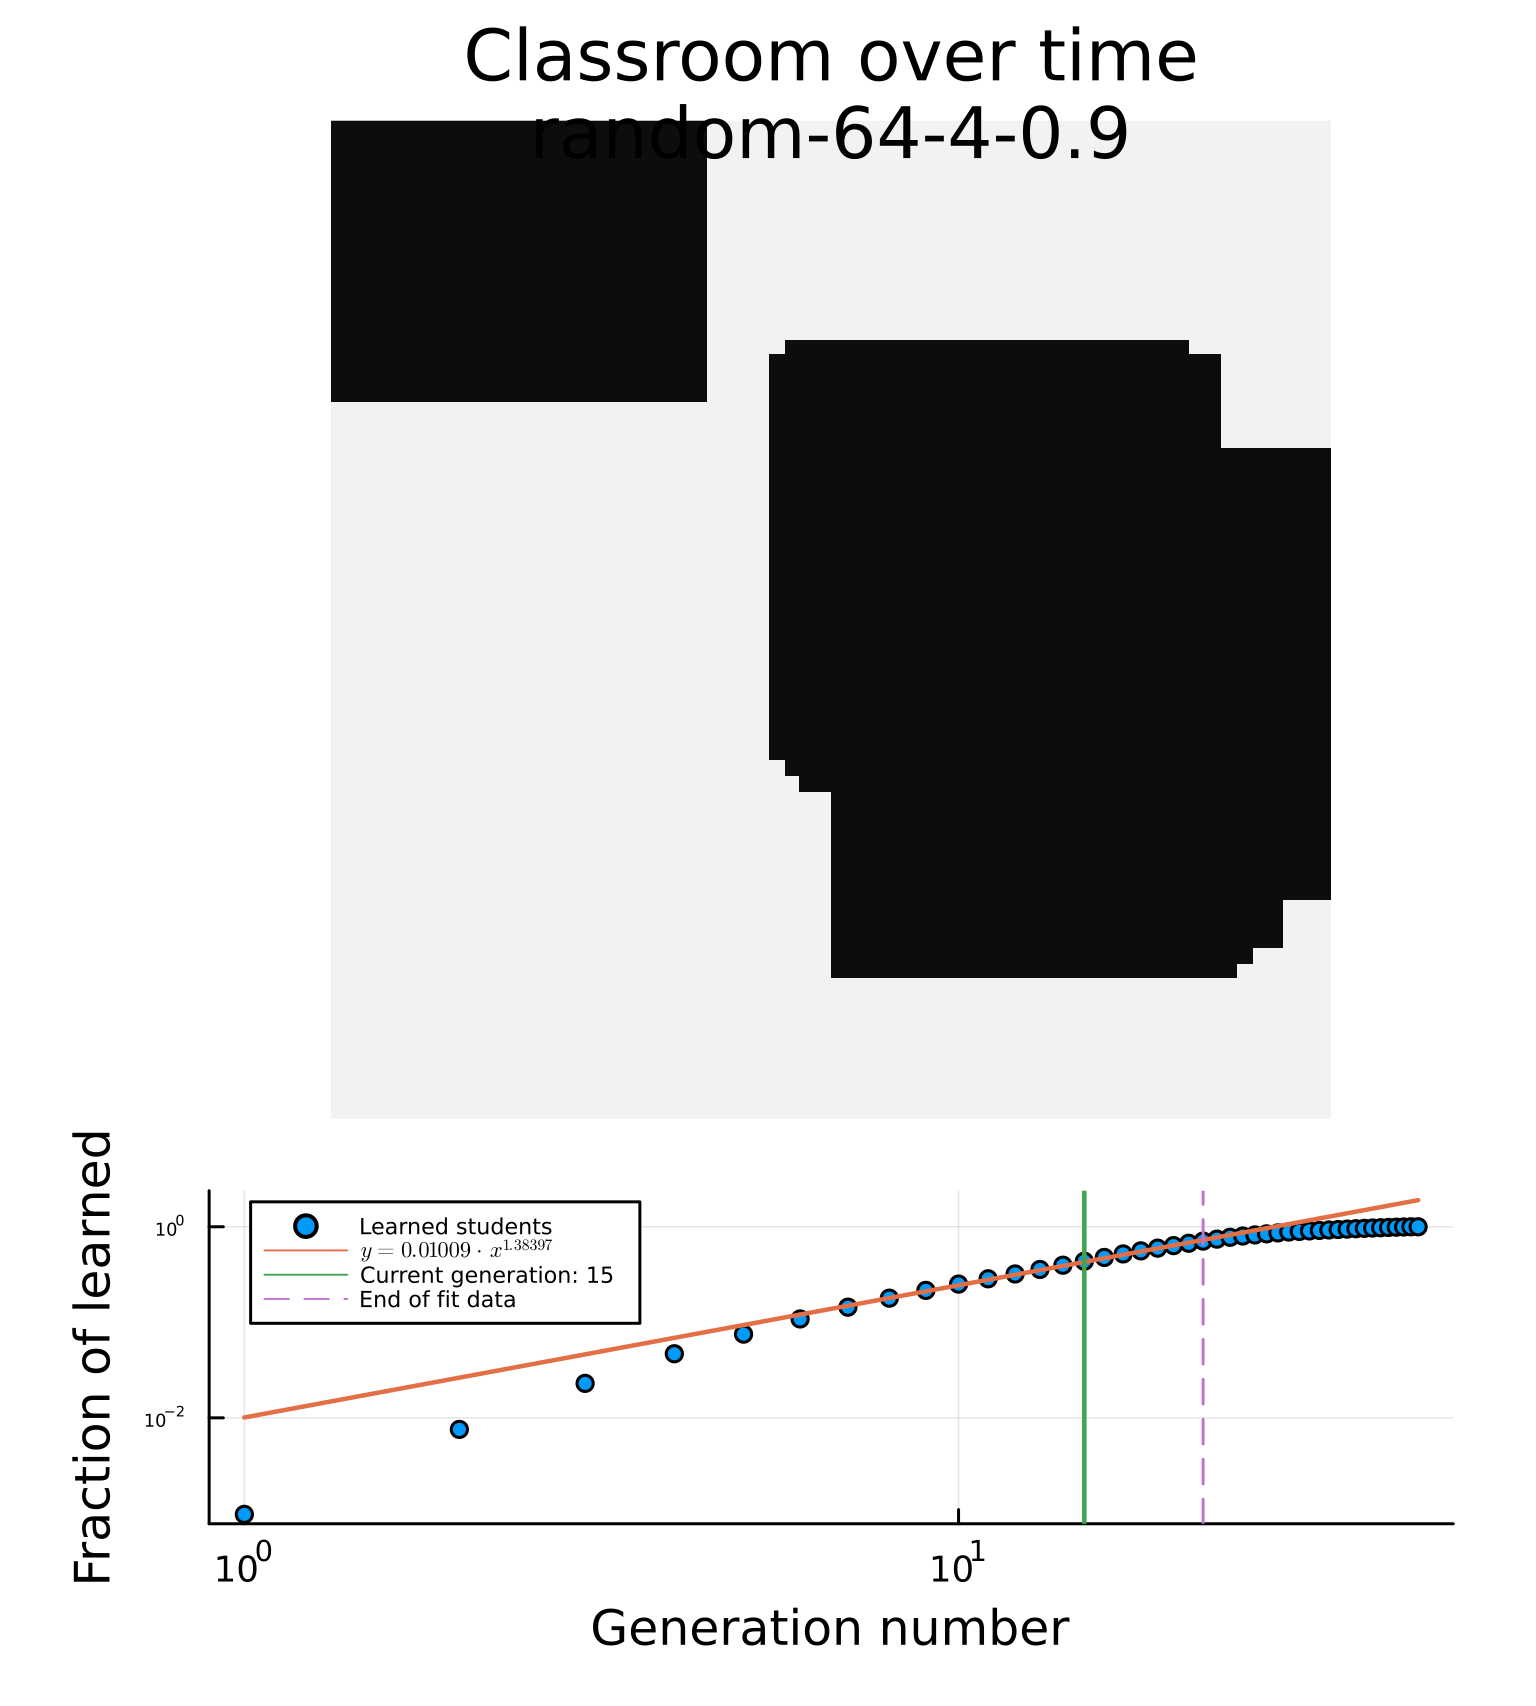 Classroom over time
random-64-4-0.9
Fraction of learned
10⁰
10⁻²
Learned students
y = 0.01009 · x^1.38397
Current generation: 15
End of fit data
10⁰
10¹
Generation number